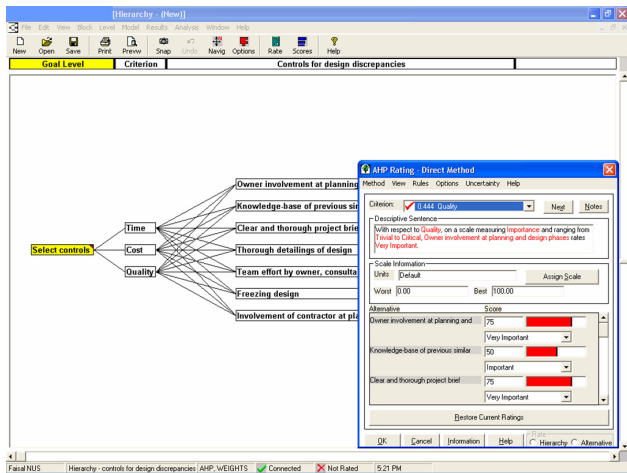 [Hierarchy - (New)]
File Edit View Block Level Model Results Analysis Window Help
New Open Save Print Prevw Snap Undo Navig Options Rate Scores Help
Goal Level Criterion Controls for design discrepancies
Owner involvement at planning
Knowledge-base of previous sim
Time Clear and thorough project brie
Select controls Cost Thorough detailings of design
Quality Team effort by owner, consulta
Freezing design
Involvement of contractor at pla
AHP Rating - Direct Method
Method View Rules Options Uncertainty Help
Criterion: 0.444 Quality Next Notes
Descriptive Sentence
With respect to Quality, on a scale measuring Importance and ranging from
Trivial to Critical, Owner involvement at planning and design phases rates
Very Important.
Scale Information
Units Default Assign Scale
Worst 0.00 Best 100.00
Alternative Score
Owner involvement at planning and 75
Very Important
Knowledge-base of previous similar 50
Important
Clear and thorough project brief 75
Very Important
Restore Current Ratings
OK Cancel Information Help Rate Hierarchy Alternative
Faisal NUS Hierarchy - controls for design discrepancies AHP, WEIGHTS Connected Not Rated 5:21 PM